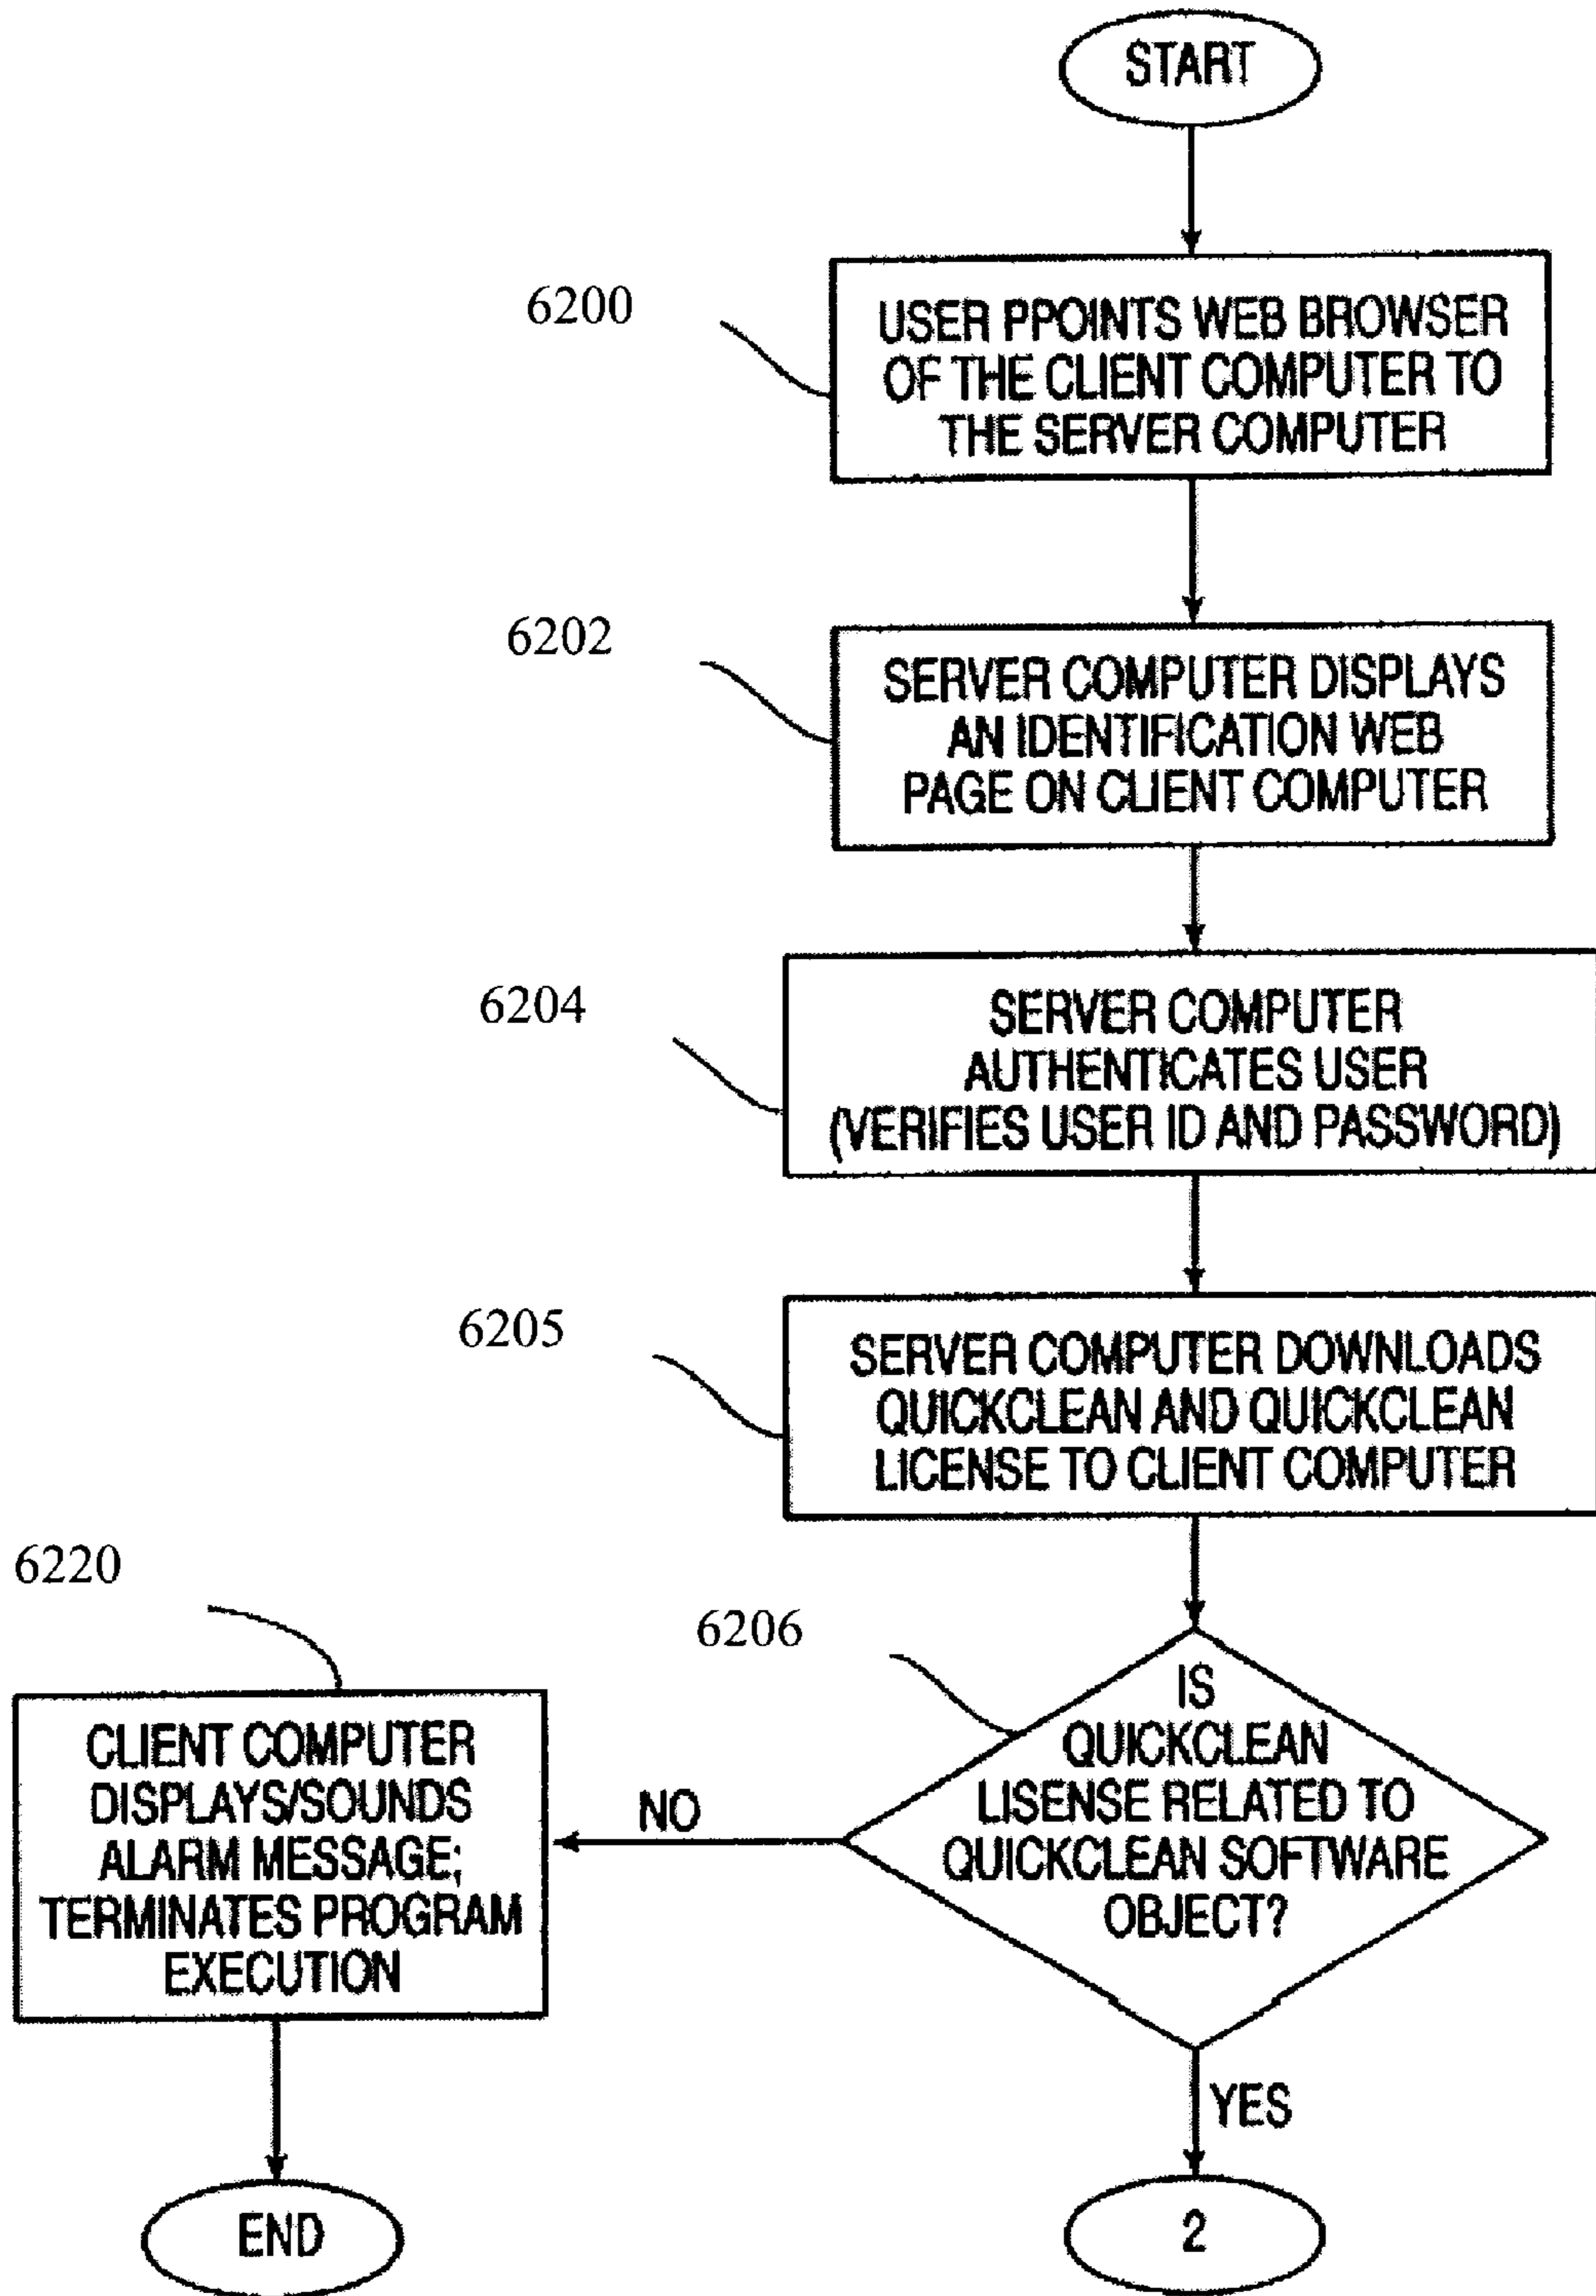 START
6200
USER PPOINTS WEB BROWSER
OF THE CLIENT COMPUTER TO
THE SERVER COMPUTER
6202
SERVER COMPUTER DISPLAYS
AN IDENTIFICATION WEB
PAGE ON CLIENT COMPUTER
6204
SERVER COMPUTER
AUTHENTICATES USER
(VERIFIES USER ID AND PASSWORD)
6205
SERVER COMPUTER DOWNLOADS
QUICKCLEAN AND QUICKCLEAN
LICENSE TO CLIENT COMPUTER
6206
IS
QUICKCLEAN
LISENSE RELATED TO
QUICKCLEAN SOFTWARE
OBJECT?
NO
6220
CLIENT COMPUTER
DISPLAYS/SOUNDS
ALARM MESSAGE;
TERMINATES PROGRAM
EXECUTION
END
YES
2